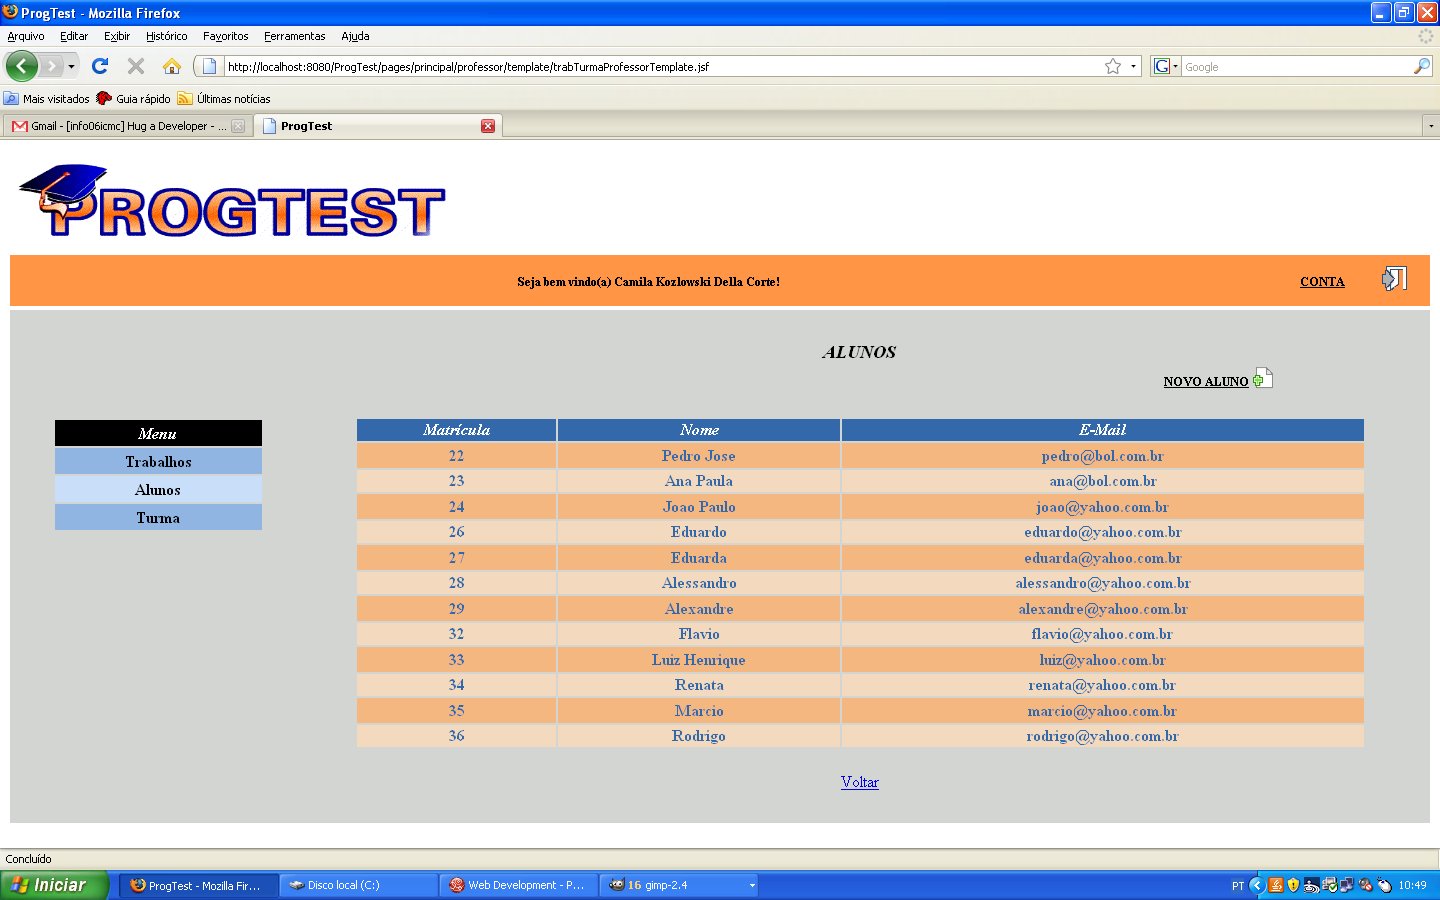 ProgTest - Mozilla Firefox
Arquivo Editar Exibir Histórico Favoritos Ferramentas Ajuda
http://localhost:8080/ProgTest/pages/principal/professor/template/trabTurmaProfessorTemplate.jsf
G Google
Mais visitados Guia rápido Últimas notícias
Gmail - [info06icmc] Hug a Developer - ... ProgTest
PROGTEST
Seja bem vindo(a) Camila Kozlowski Della Corte! CONTA
ALUNOS
NOVO ALUNO
Menu
Trabalhos
Alunos
Turma
Matrícula Nome E-Mail
22 Pedro Jose pedro@bol.com.br
23 Ana Paula ana@bol.com.br
24 Joao Paulo joao@yahoo.com.br
26 Eduardo eduardo@yahoo.com.br
27 Eduarda eduarda@yahoo.com.br
28 Alessandro alessandro@yahoo.com.br
29 Alexandre alexandre@yahoo.com.br
32 Flavio flavio@yahoo.com.br
33 Luiz Henrique luiz@yahoo.com.br
34 Renata renata@yahoo.com.br
35 Marcio marcio@yahoo.com.br
36 Rodrigo rodrigo@yahoo.com.br
Voltar
Concluído
Iniciar ProgTest - Mozilla Fir... Disco local (C:) Web Development - P... 16 gimp-2.4 PT 10:49